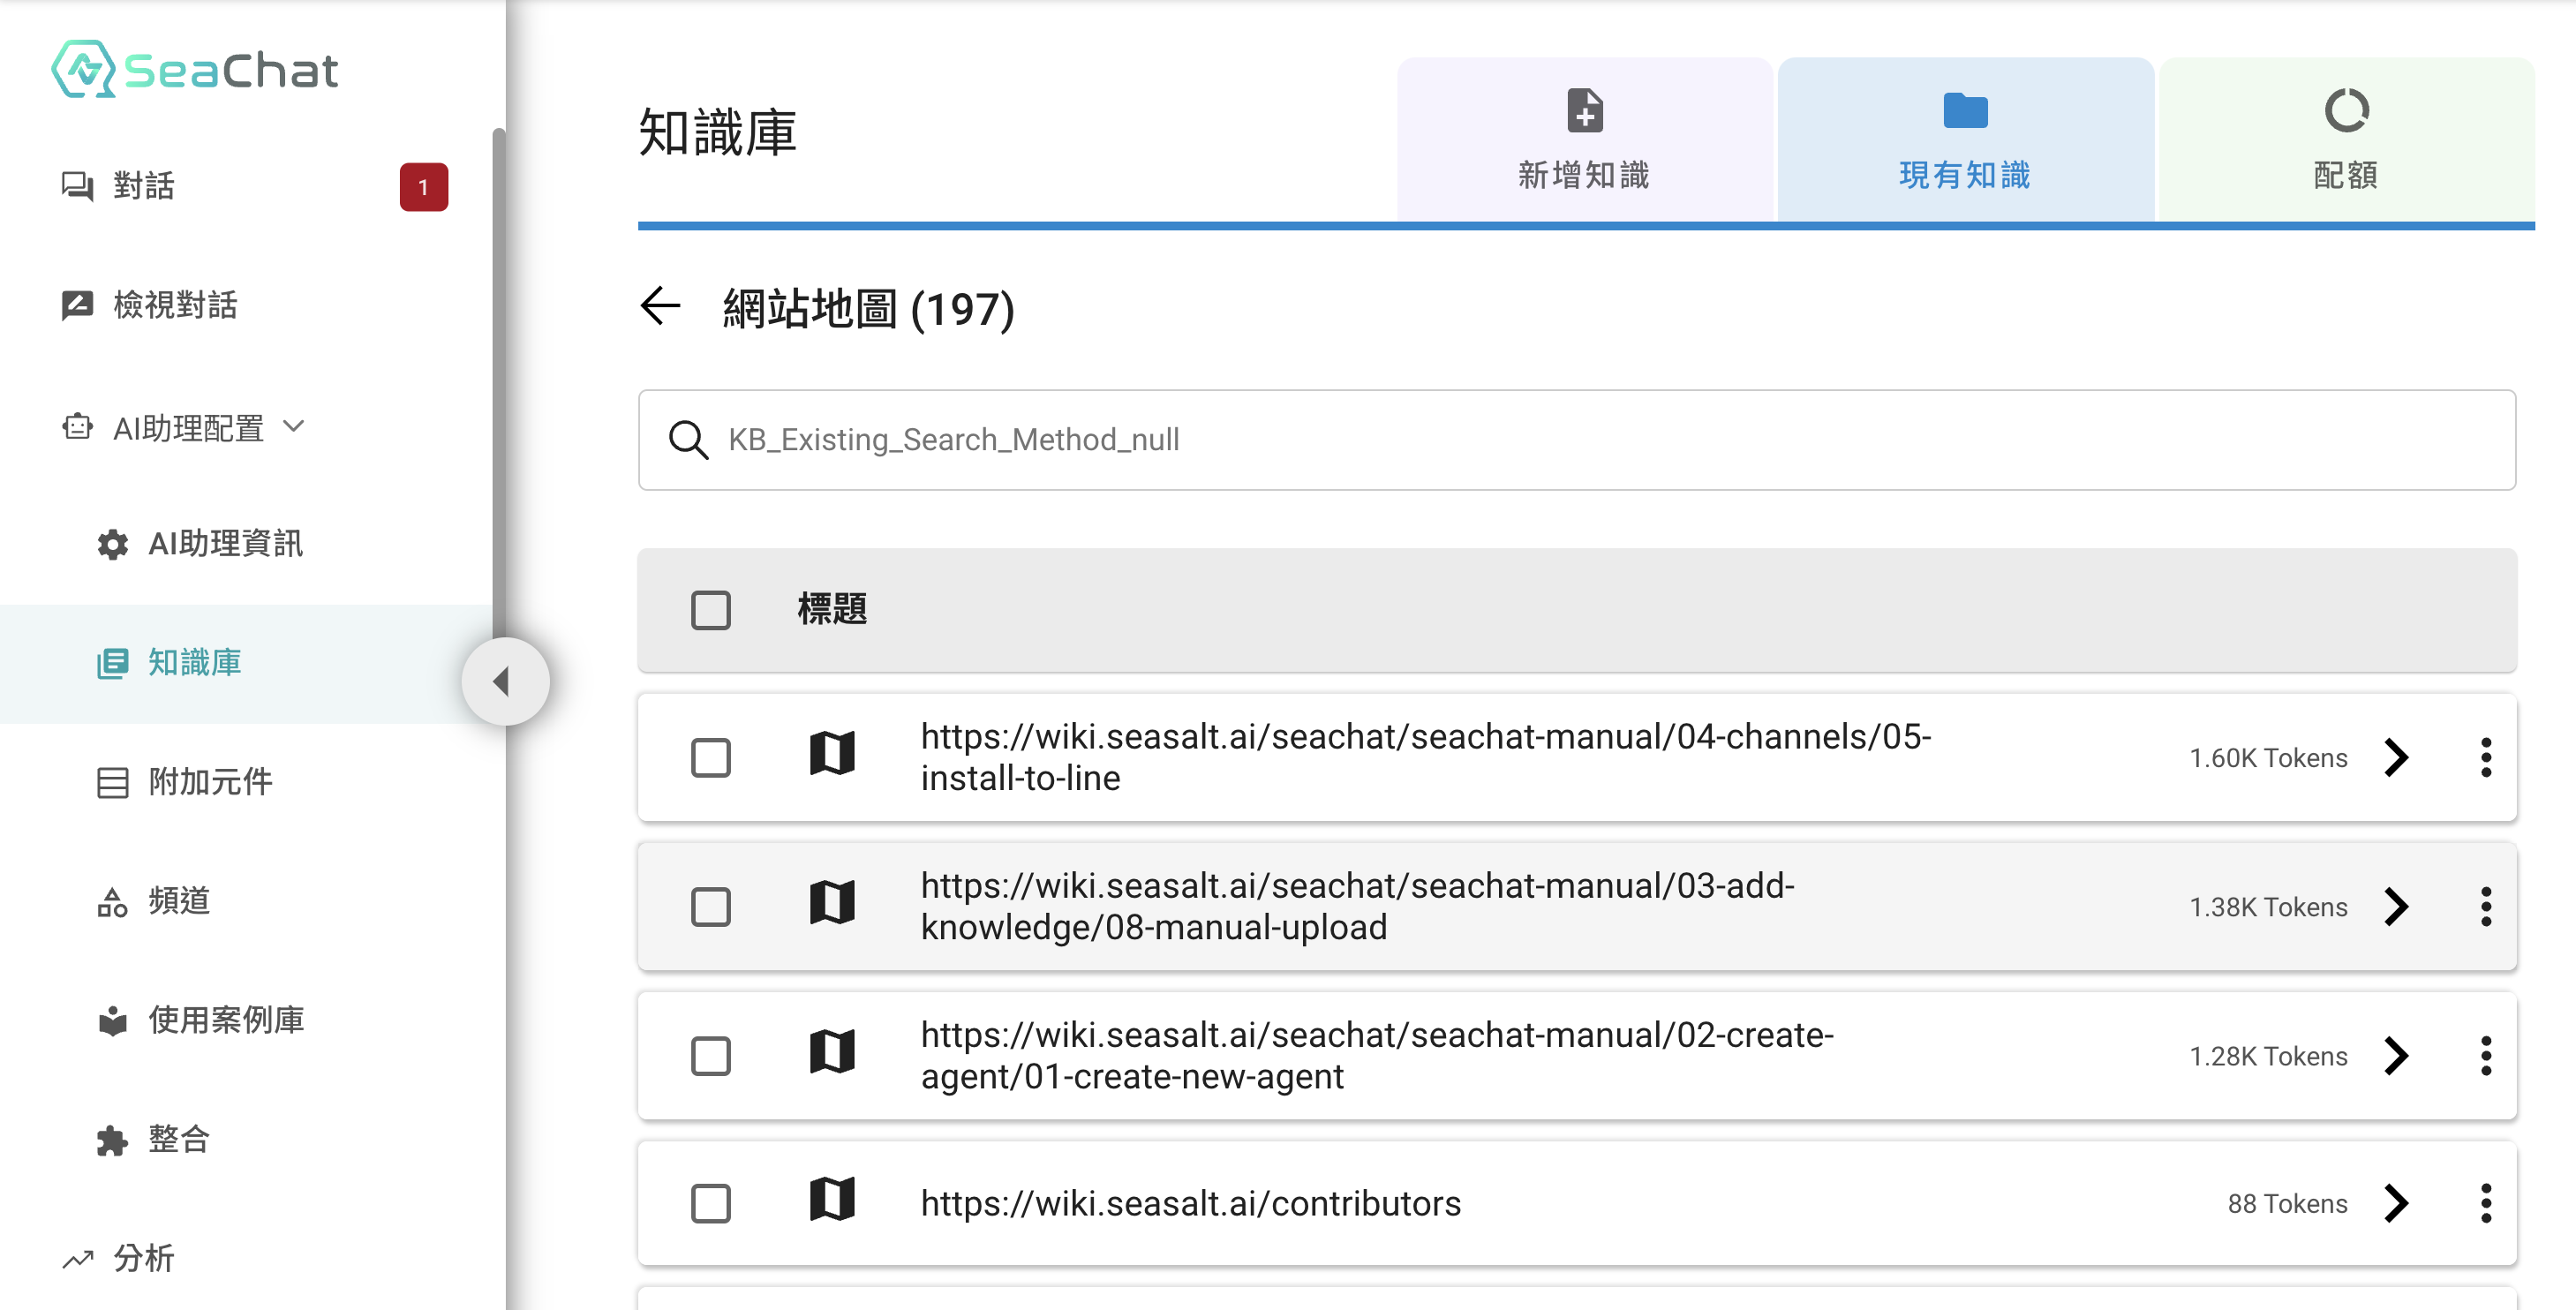 SeaChat
對話
1
檢視對話
AI助理配置
AI助理資訊
知識庫
附加元件
頻道
使用案例庫
整合
分析
知識庫
新增知識
現有知識
配額
網站地圖 (197)
KB_Existing_Search_Method_null
標題
https://wiki.seasalt.ai/seachat/seachat-manual/04-channels/05-
install-to-line
1.60K Tokens
https://wiki.seasalt.ai/seachat/seachat-manual/03-add-
knowledge/08-manual-upload
1.38K Tokens
https://wiki.seasalt.ai/seachat/seachat-manual/02-create-
agent/01-create-new-agent
1.28K Tokens
https://wiki.seasalt.ai/contributors
88 Tokens